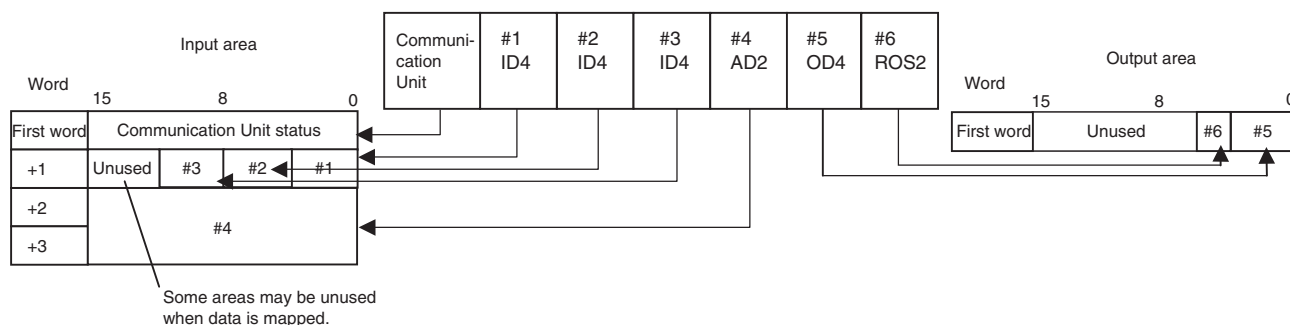 Input area
Word
15 8 0
First word
Communication Unit status
+1
Unused
#3
#2
#1
+2
#4
+3
Some areas may be unused
when data is mapped.
Communi-
cation
Unit
#1
ID4
#2
ID4
#3
ID4
#4
AD2
#5
OD4
#6
ROS2
Output area
Word
15 8 0
First word
Unused
#6
#5